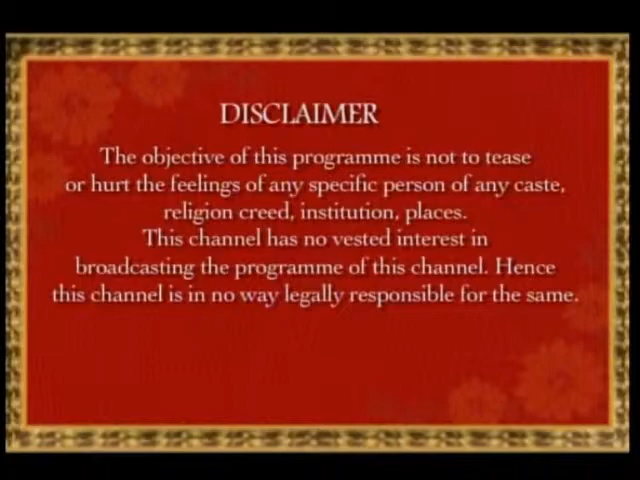 DISCLAIMER
The objective of this programme is not to tease
or hurt the feelings of any specific person of any caste,
religion creed, institution, places.
This channel has no vested interest in
broadcasting the programme of this channel. Hence
this channel is in no way legally responsible for the same.